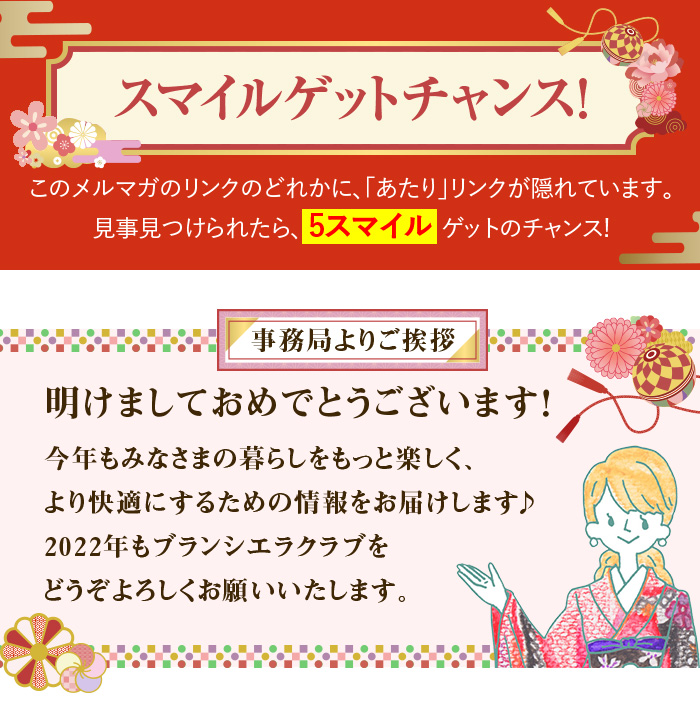 スマイルゲットチャンス!
このメルマガのリンクのどれかに、「あたり」リンクが隠れています。
見事見つけられたら、5スマイル ゲットのチャンス!
事務局よりご挨拶
明けましておめでとうございます!
今年もみなさまの暮らしをもっと楽しく、
より快適にするための情報をお届けします♪
2022年もブランシエラクラブを
どうぞよろしくお願いいたします。